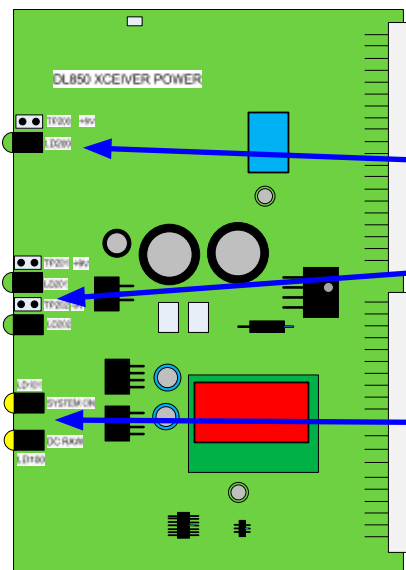 DL850 XCEIVER POWER
TP200 +9V
LD200
TP201 +9V
LD201
TP202
LD202
LD101
SYSTEM ON
DC RAW
LD100